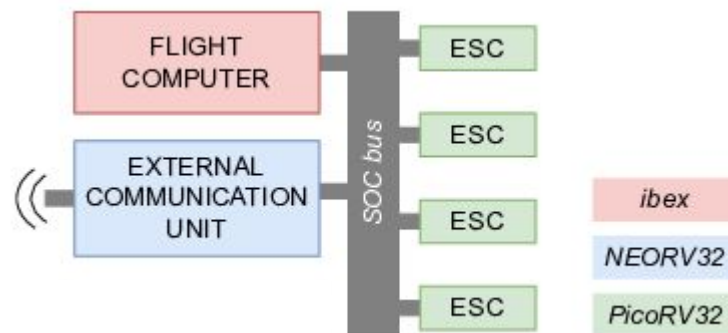 FLIGHT
COMPUTER
EXTERNAL
COMMUNICATION
UNIT
SOC bus
ESC
ESC
ESC
ESC
ibex
NEORV32
PicoRV32